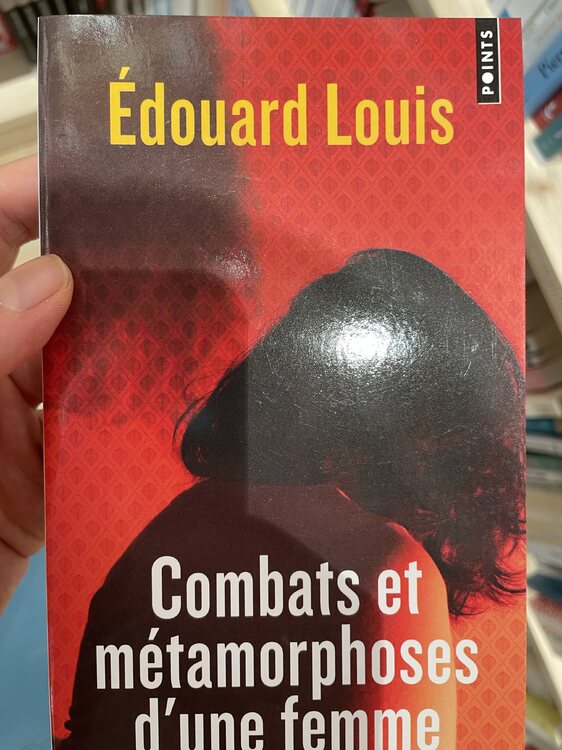 POINTS
Édouard Louis
Combats et
métamorphoses
d'une femme